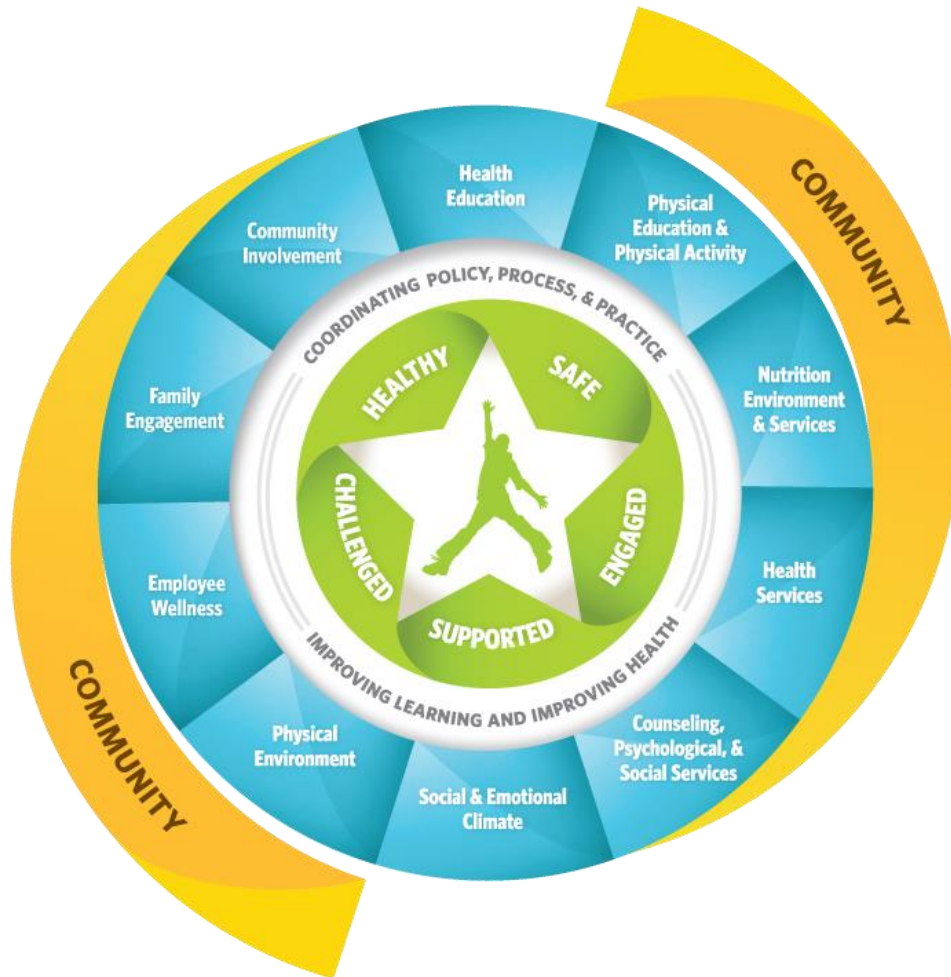 COMMUNITY
Health
Education
Physical
Education &
Physical Activity
Nutrition
Environment
& Services
Health
Services
Counseling,
Psychological, &
Social Services
Social & Emotional
Climate
Physical
Environment
Employee
Wellness
Family
Engagement
Community
Involvement
COORDINATING POLICY, PROCESS, & PRACTICE
IMPROVING LEARNING AND IMPROVING HEALTH
HEALTHY
SAFE
ENGAGED
SUPPORTED
CHALLENGED
COMMUNITY